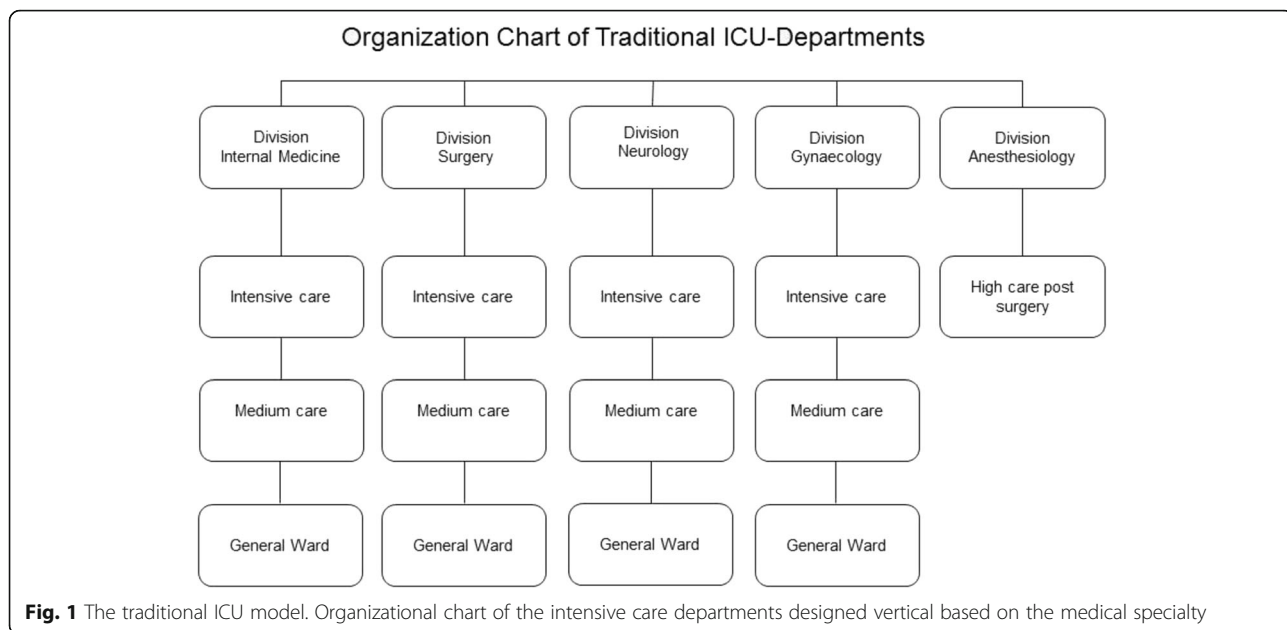 Organization Chart of Traditional ICU-Departments
Division
Internal Medicine
Division
Surgery
Division
Neurology
Division
Gynaecology
Division
Anesthesiology
Intensive care
Intensive care
Intensive care
Intensive care
High care post
surgery
Medium care
Medium care
Medium care
Medium care
General Ward
General Ward
General Ward
General Ward
Fig. 1 The traditional ICU model. Organizational chart of the intensive care departments designed vertical based on the medical specialty